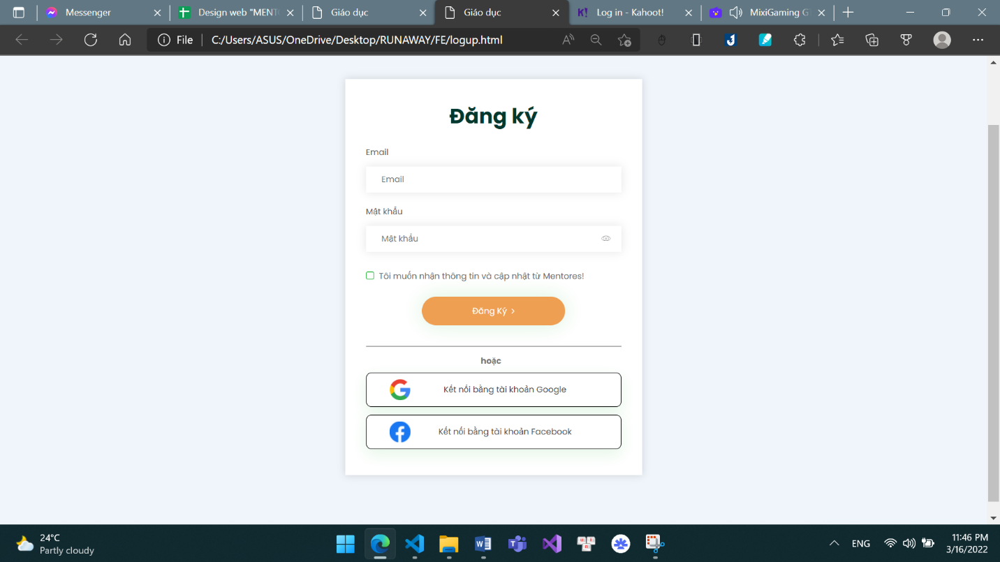 Messenger
Design web "MENT
Giáo dục
Giáo dục
Log in - Kahoot!
MixiGaming G
File
C:/Users/ASUS/OneDrive/Desktop/RUNAWAY/FE/logup.html
Đăng ký
Email
Email
Mật khẩu
Mật khẩu
Tôi muốn nhận thông tin và cập nhật từ Mentores!
Đăng Ký
hoặc
Kết nối bằng tài khoản Google
Kết nối bằng tài khoản Facebook
24°C
Partly cloudy
ENG
11:46 PM
3/16/2022